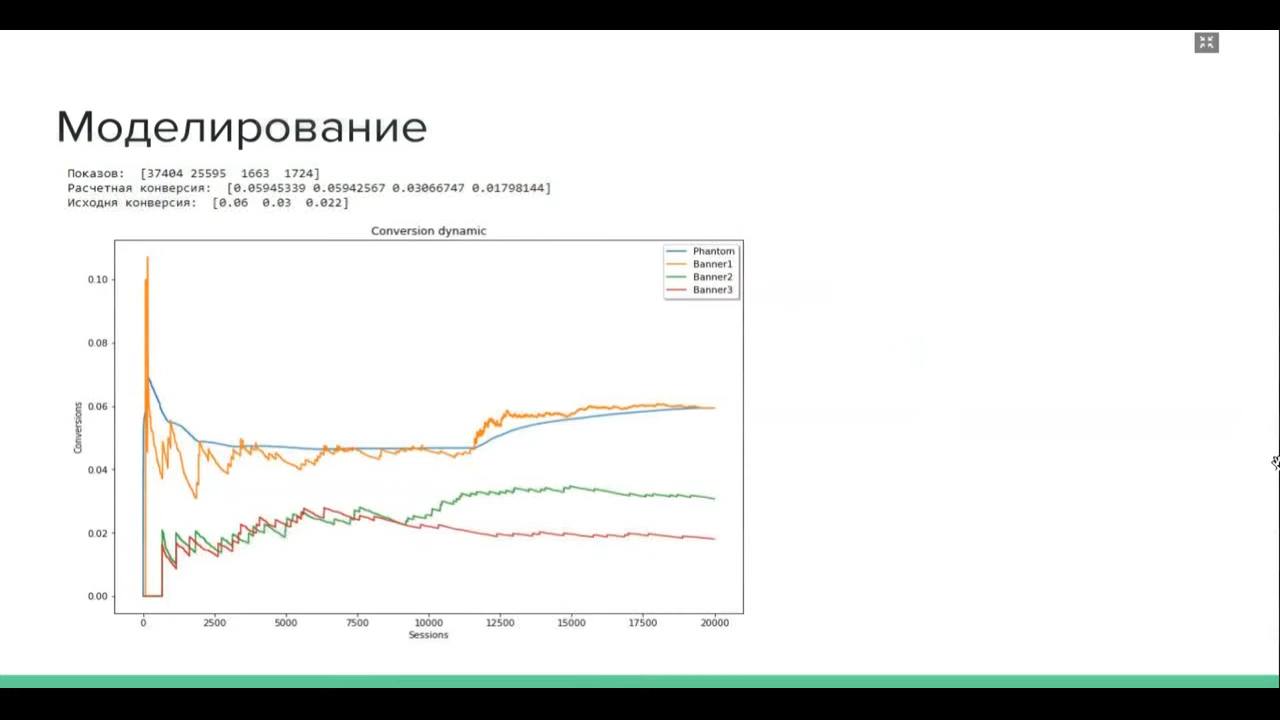 Моделирование
Показов: [37404 25595 1663 1724]
Расчетная конверсия: [0.05945339 0.05942567 0.03066747 0.01798144]
Исходня конверсия: [0.06 0.03 0.022]
Conversion dynamic
Phantom
Banner1
Banner2
Banner3
0.10
0.08
0.06
0.04
0.02
0.00
Conversions
0 2500 5000 7500 10000 12500 15000 17500 20000
Sessions